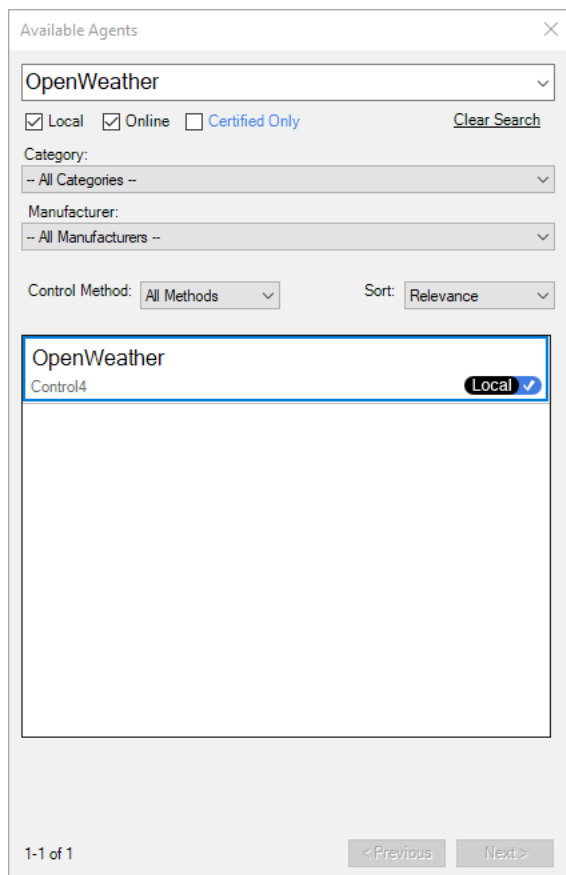 Available Agents
OpenWeather
Local Online Certified Only Clear Search
Category:
-- All Categories --
Manufacturer:
-- All Manufacturers --
Control Method: All Methods Sort: Relevance
OpenWeather
Control4 Local
1-1 of 1 < Previous Next >